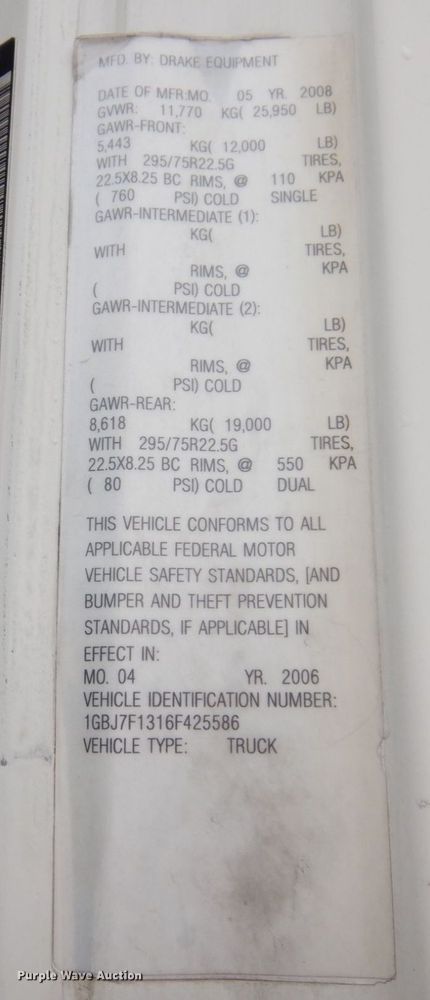 MFD. BY: DRAKE EQUIPMENT
DATE OF MFR:MO. 05 YR. 2008
GVWR: 11,770 KG( 25,950 LB)
GAWR-FRONT:
5,443 KG( 12,000 LB)
WITH 295/75R22.5G TIRES,
22.5X8.25 BC RIMS, @ 110 KPA
( 760 PSI) COLD SINGLE
GAWR-INTERMEDIATE (1):
KG( LB)
WITH TIRES,
RIMS, @ KPA
( PSI) COLD
GAWR-INTERMEDIATE (2):
KG( LB)
WITH TIRES,
RIMS, @ KPA
( PSI) COLD
GAWR-REAR:
8,618 KG( 19,000 LB)
WITH 295/75R22.5G TIRES,
22.5X8.25 BC RIMS, @ 550 KPA
( 80 PSI) COLD DUAL
THIS VEHICLE CONFORMS TO ALL
APPLICABLE FEDERAL MOTOR
VEHICLE SAFETY STANDARDS, [AND
BUMPER AND THEFT PREVENTION
STANDARDS, IF APPLICABLE] IN
EFFECT IN:
MO. 04 YR. 2006
VEHICLE IDENTIFICATION NUMBER:
1GBJ7F1316F425586
VEHICLE TYPE: TRUCK
Purple Wave Auction